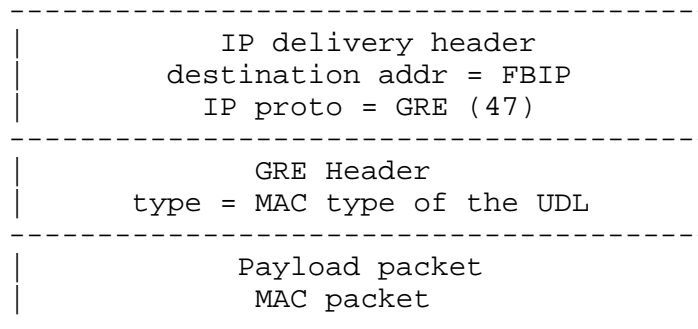 ---------------------------------------
|            IP delivery header
|         destination addr = FBIP
|           IP proto = GRE (47)
---------------------------------------
|              GRE Header
|       type = MAC type of the UDL
---------------------------------------
|             Payload packet
|              MAC packet